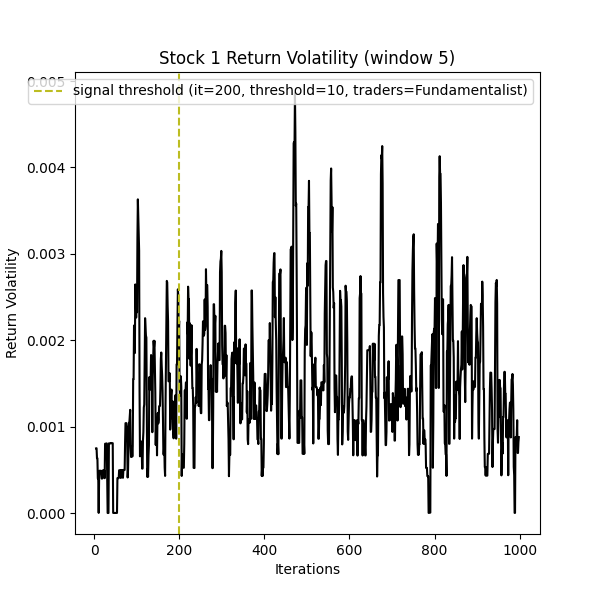 Stock 1 Return Volatility (window 5)
signal threshold (it=200, threshold=10, traders=Fundamentalist)
0.005
0.004
0.003
0.002
0.001
0.000
Return Volatility
0 200 400 600 800 1000
Iterations